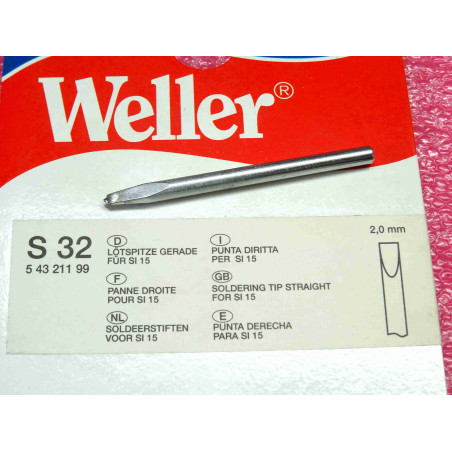 Weller®
S 32
5 43 211 99
D
LÖTSPITZE GERADE
FÜR SI 15
F
PANNE DROITE
POUR SI 15
NL
SOLDEERSTIFTEN
VOOR SI 15
I
PUNTA DIRITTA
PER SI 15
GB
SOLDERING TIP STRAIGHT
FOR SI 15
E
PUNTA DERECHA
PARA SI 15
2,0 mm